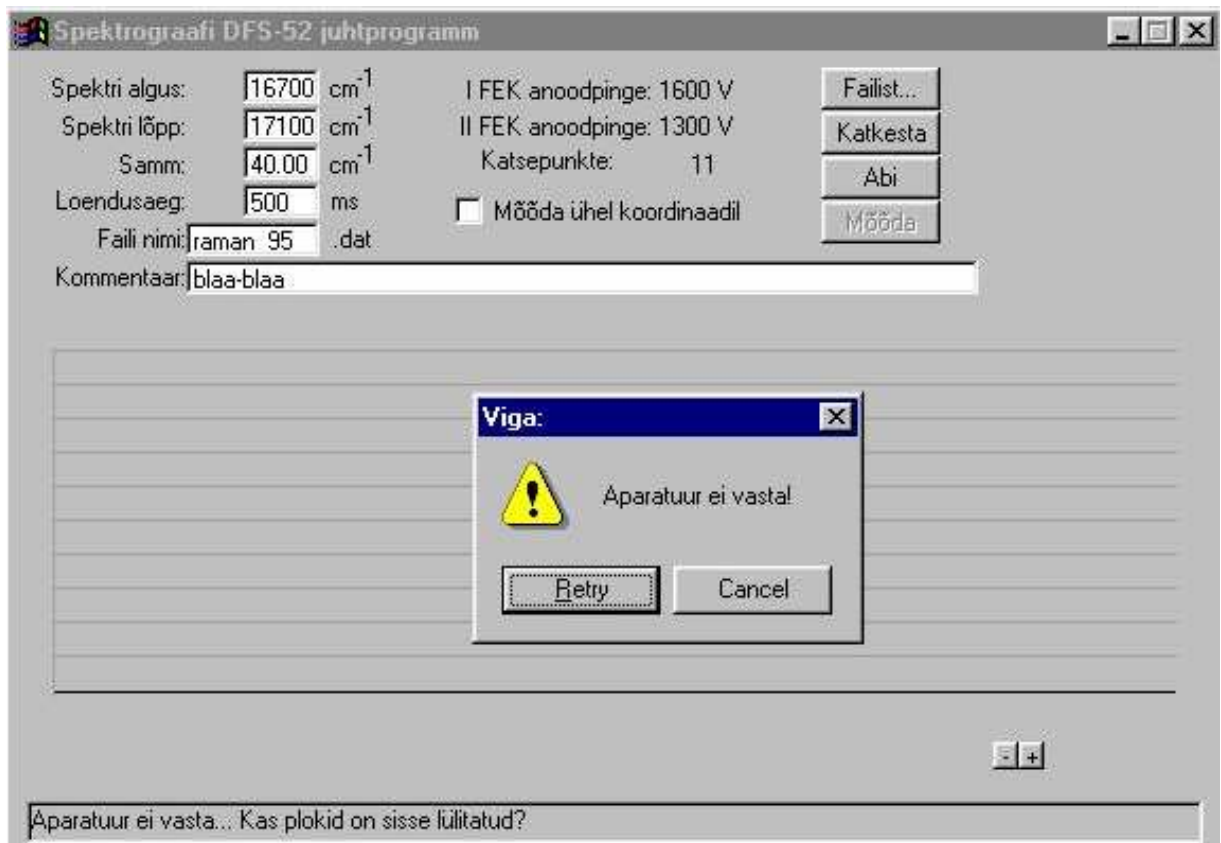 Spektrograafi DFS-52 juhtprogramm
Spektri algus: 16700 cm-1
Spektri lõpp: 17100 cm-1
Samm: 40.00 cm-1
Loendusaeg: 500 ms
Faili nimi: raman 95 .dat
Kommentaar: blaa-blaa
I FEK anoodpinge: 1600 V
II FEK anoodpinge: 1300 V
Katsepunkte: 11
Mõõda ühel koordinaadil
Failist...
Katkesta
Abi
Mõõda
Viga:
Aparatuur ei vasta!
Retry
Cancel
- +
Aparatuur ei vasta... Kas plokid on sisse lülitatud?